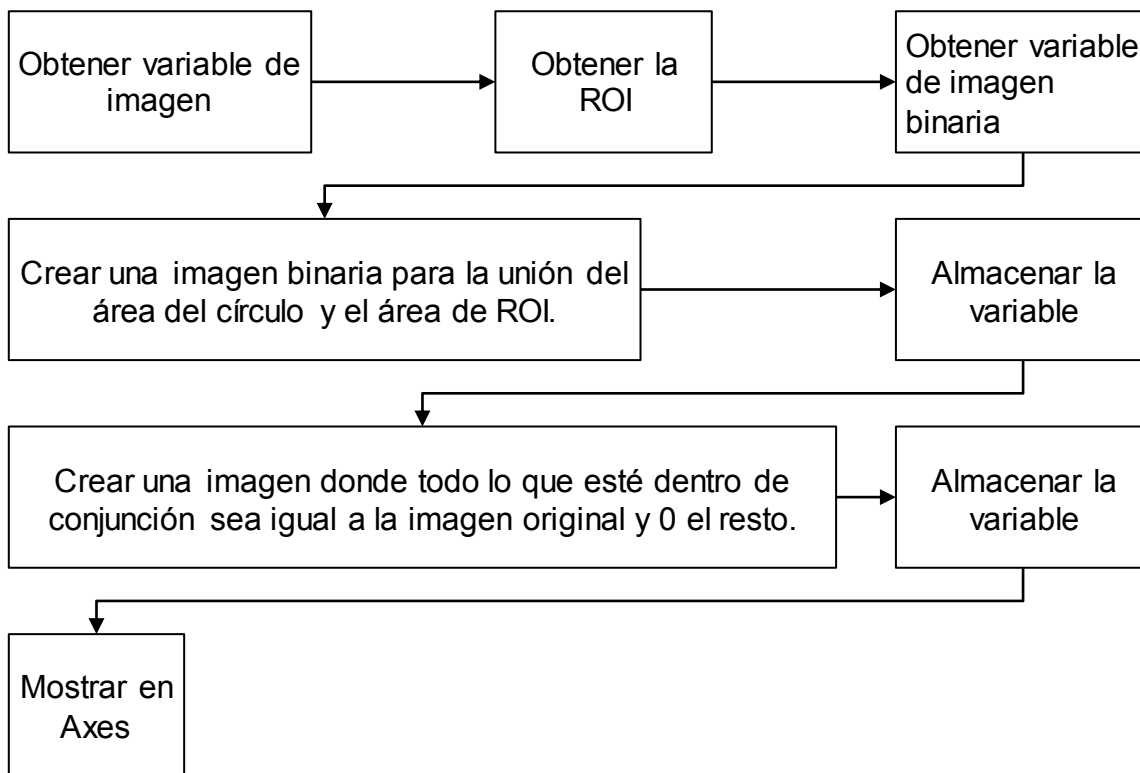 Obtener variable de
imagen
Obtener la
ROI
Obtener variable
de imagen
binaria
Crear una imagen binaria para la unión del
área del círculo y el área de ROI.
Almacenar la
variable
Crear una imagen donde todo lo que esté dentro de
conjunción sea igual a la imagen original y 0 el resto.
Almacenar la
variable
Mostrar en
Axes